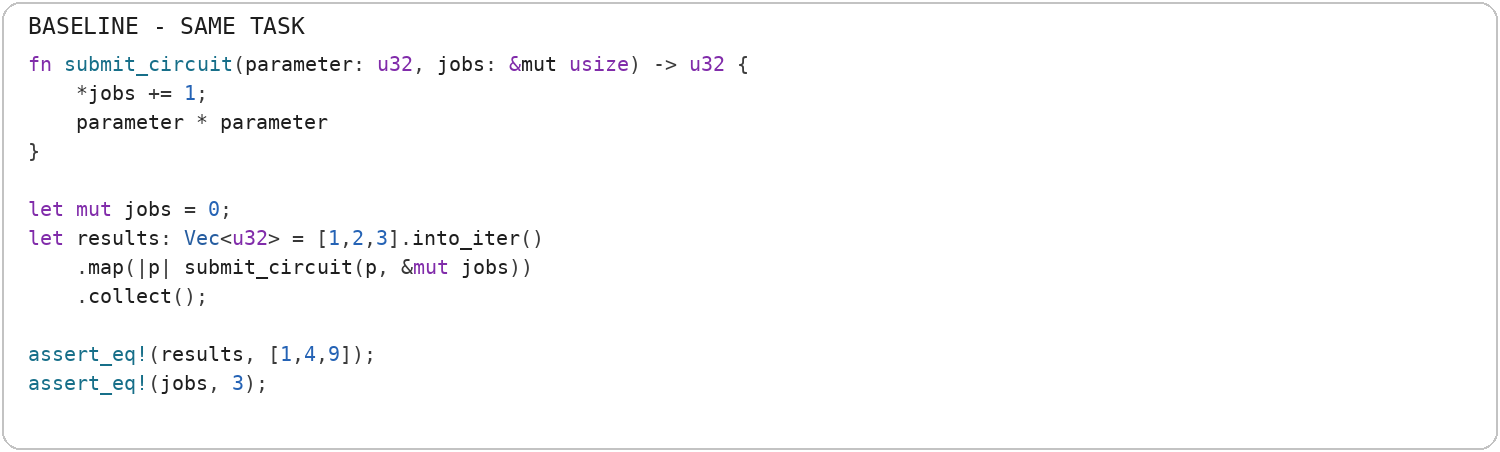 BASELINE - SAME TASK
fn submit_circuit(parameter: u32, jobs: &mut usize) -> u32 {
    *jobs += 1;
    parameter * parameter
}
let mut jobs = 0;
let results: Vec<u32> = [1,2,3].into_iter()
    .map(|p| submit_circuit(p, &mut jobs))
    .collect();
assert_eq!(results, [1,4,9]);
assert_eq!(jobs, 3);